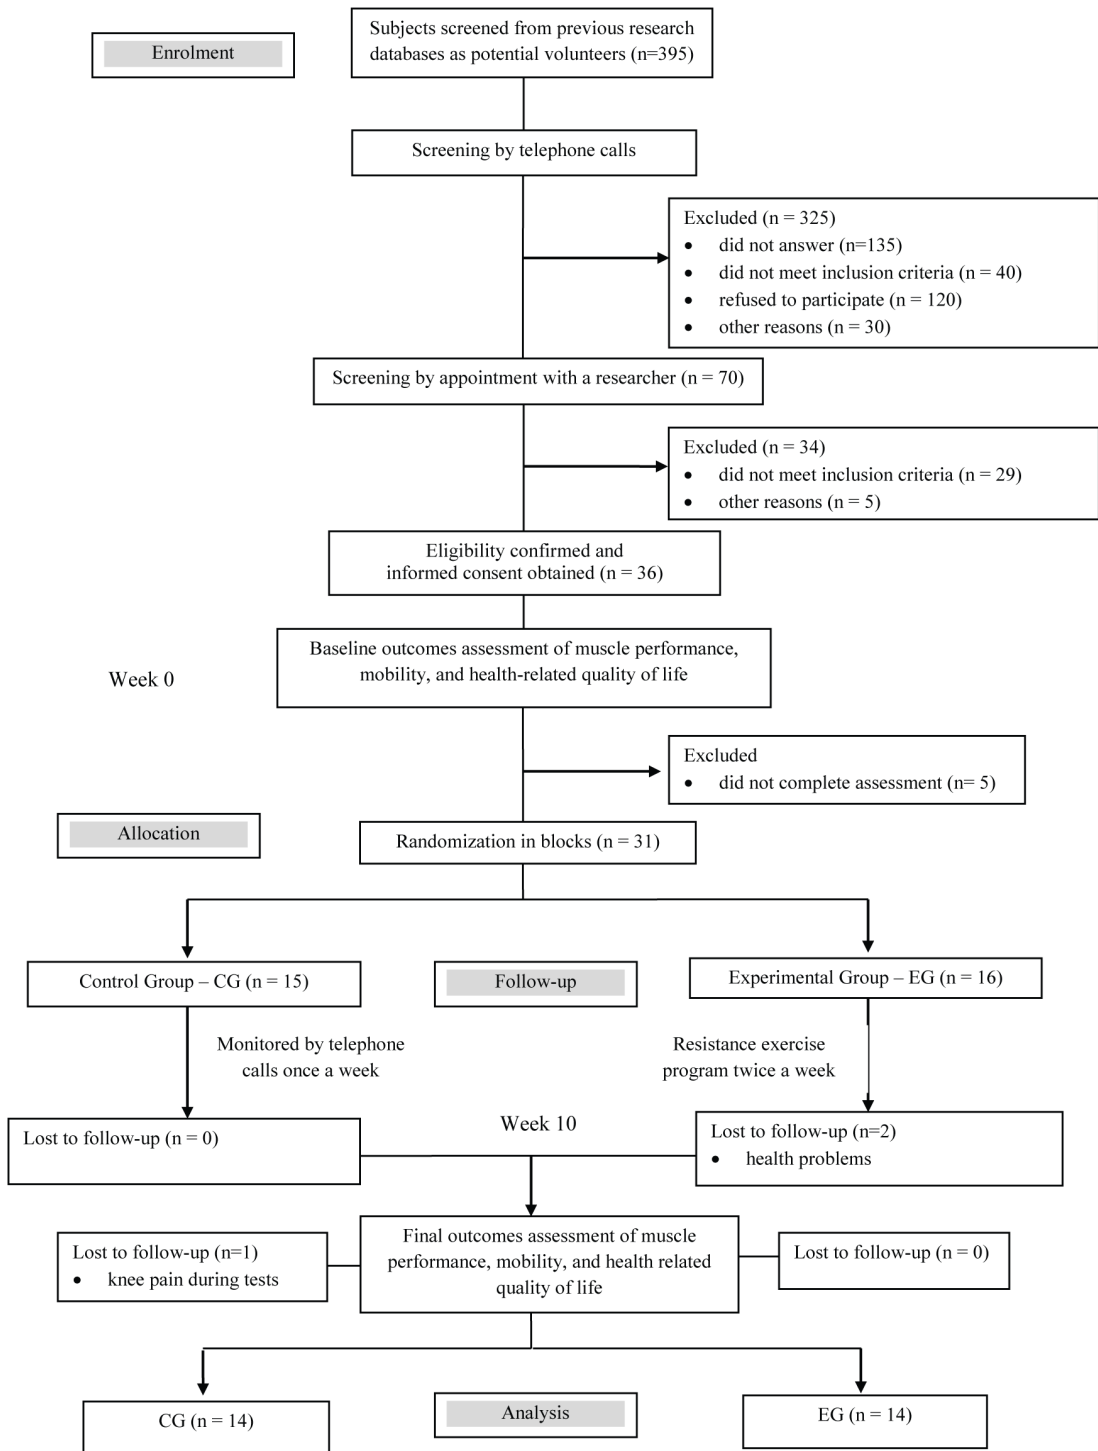 Subjects screened from previous research
databases as potential volunteers (n=395)
Enrolment
Screening by telephone calls
Excluded (n = 325)
• did not answer (n=135)
• did not meet inclusion criteria (n = 40)
• refused to participate (n = 120)
• other reasons (n = 30)
Screening by appointment with a researcher (n = 70)
Excluded (n = 34)
• did not meet inclusion criteria (n = 29)
• other reasons (n = 5)
Eligibility confirmed and
informed consent obtained (n = 36)
Baseline outcomes assessment of muscle performance,
mobility, and health-related quality of life
Week 0
Excluded
• did not complete assessment (n= 5)
Allocation
Randomization in blocks (n = 31)
Control Group – CG (n = 15)
Follow-up
Experimental Group – EG (n = 16)
Monitored by telephone
calls once a week
Resistance exercise
program twice a week
Week 10
Lost to follow-up (n = 0)
Lost to follow-up (n=2)
• health problems
Final outcomes assessment of muscle
performance, mobility, and health related
quality of life
Lost to follow-up (n=1)
• knee pain during tests
Lost to follow-up (n = 0)
CG (n = 14)
Analysis
EG (n = 14)